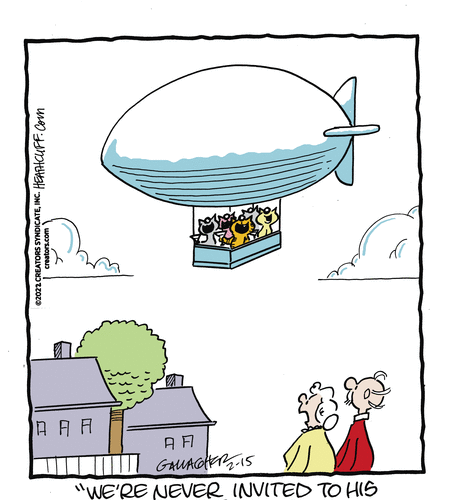 ©2022 CREATORS SYNDICATE, INC. HEATHCLIFF.com
creators.com
GALLAGHER 2-15
"WE'RE NEVER INVITED TO HIS